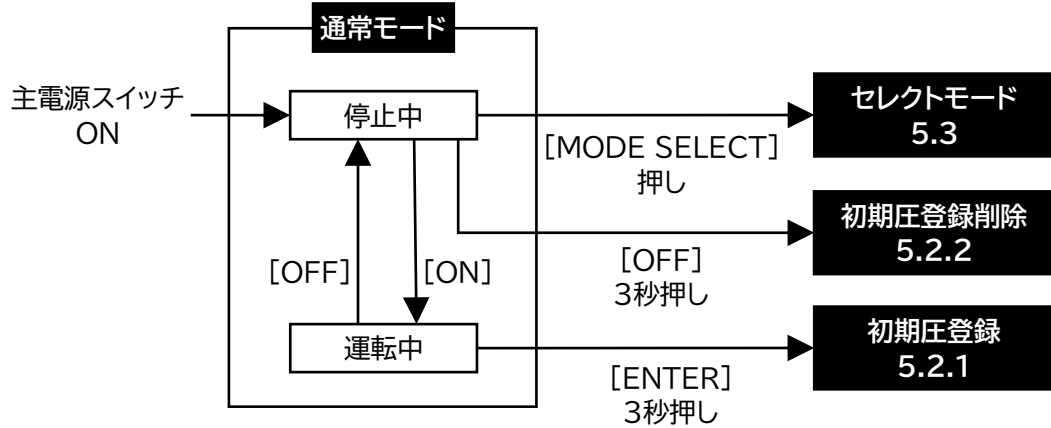 通常モード
主電源スイッチ
ON
停止中
セレクトモード
5.3
[MODE SELECT]
押し
初期圧登録削除
5.2.2
[OFF]
[ON]
[OFF]
3秒押し
運転中
初期圧登録
5.2.1
[ENTER]
3秒押し